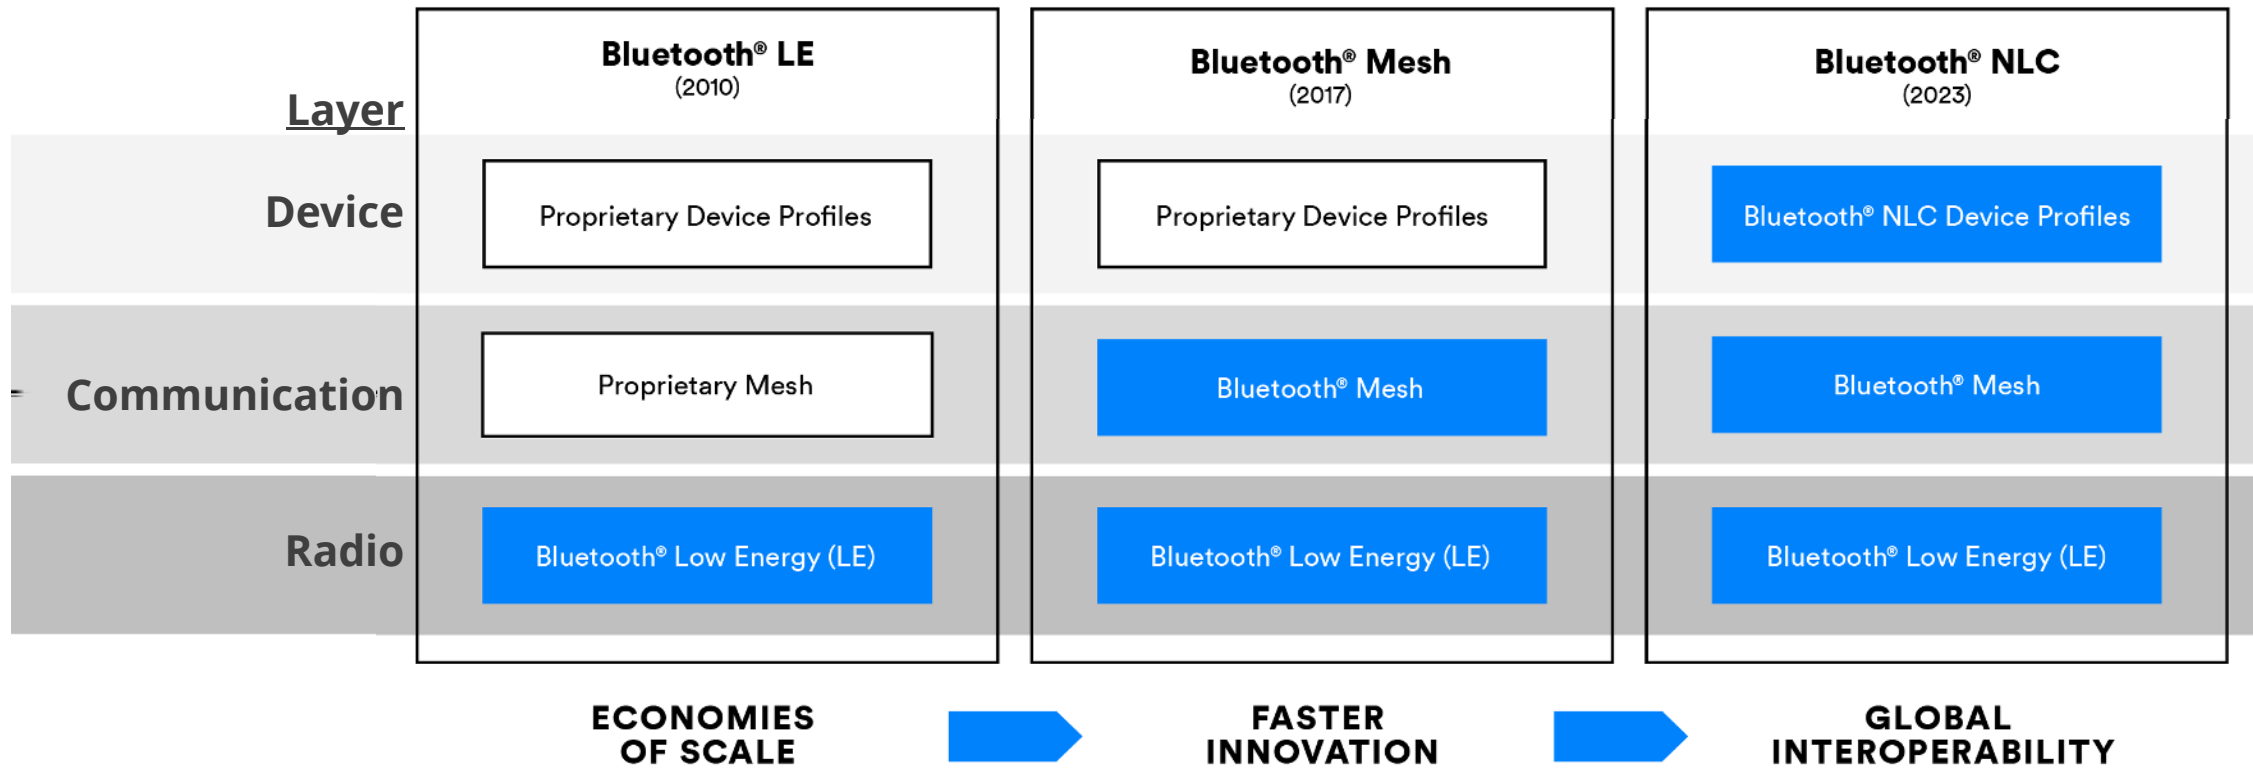 Bluetooth® LE
(2010)
Bluetooth® Mesh
(2017)
Bluetooth® NLC
(2023)
Layer
Device
Proprietary Device Profiles
Proprietary Device Profiles
Bluetooth® NLC Device Profiles
Communication
Proprietary Mesh
Bluetooth® Mesh
Bluetooth® Mesh
Radio
Bluetooth® Low Energy (LE)
Bluetooth® Low Energy (LE)
Bluetooth® Low Energy (LE)
ECONOMIES
OF SCALE
FASTER
INNOVATION
GLOBAL
INTEROPERABILITY